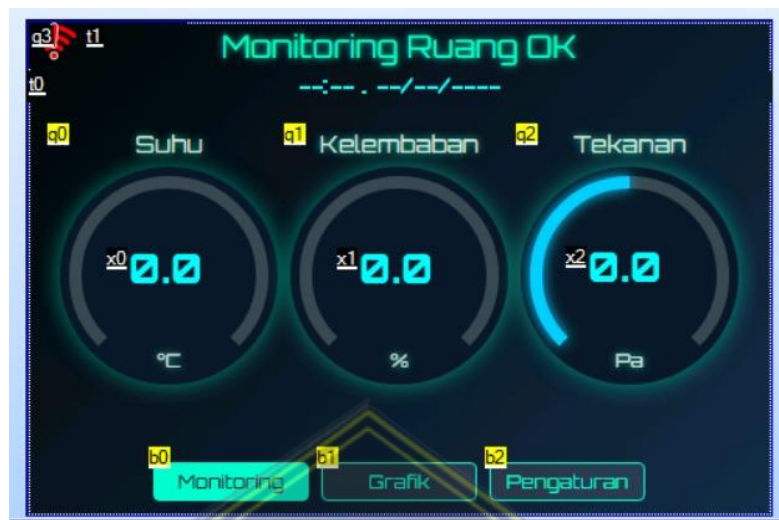 q3 t1 Monitoring Ruang OK
t0 --:-- . --/--/----
q0 Suhu q1 Kelembaban q2 Tekanan
x0 0.0 x1 0.0 x2 0.0
°C % Pa
b0 b1 b2
Monitoring Grafik Pengaturan